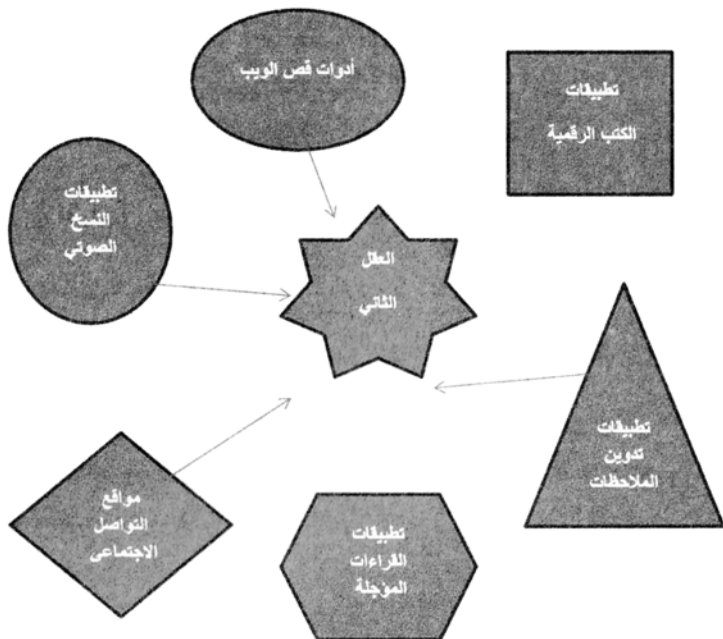 أدوات قص الويب
تطبيقات
الكتب الرقمية
تطبيقات
النسخ
الصوتي
العقل
الثاني
تطبيقات
تدوين
الملاحظات
مواقع
التواصل
الاجتماعى
تطبيقات
القراءات
المؤجلة